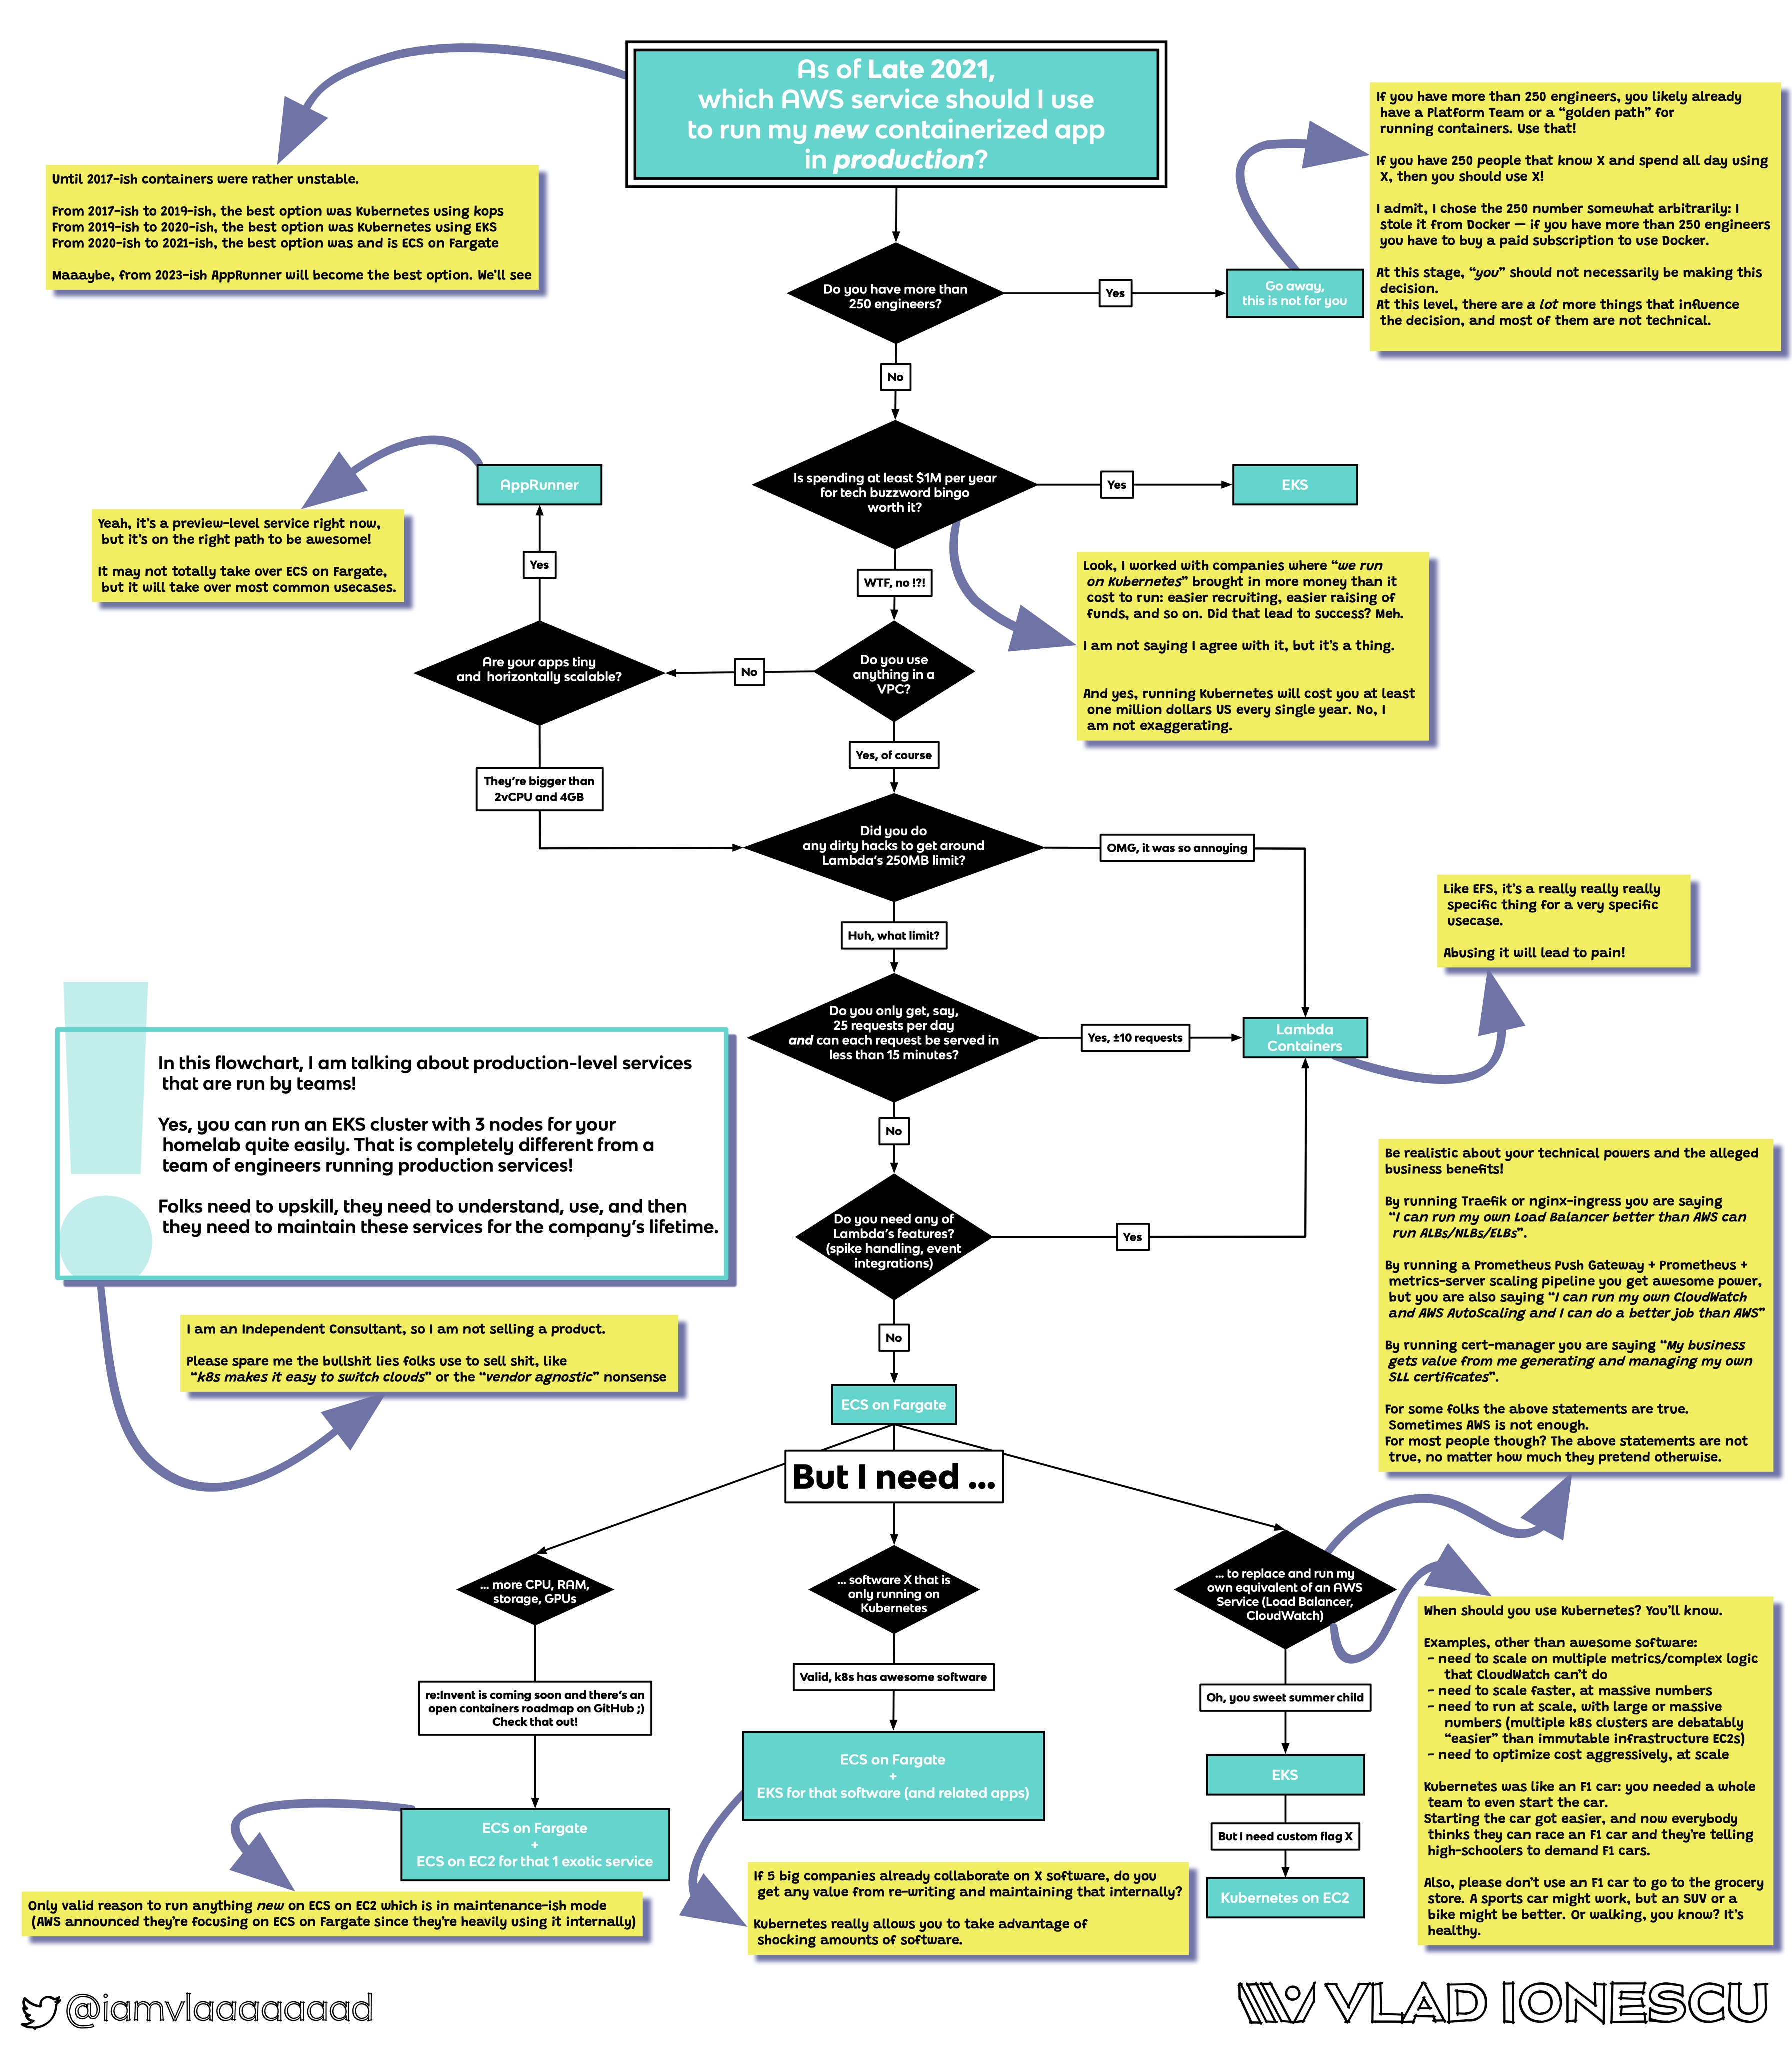 As of Late 2021,
which AWS service should I use
to run my new containerized app
in production?
Until 2017-ish containers were rather unstable.
From 2017-ish to 2019-ish, the best option was Kubernetes using kops
From 2019-ish to 2020-ish, the best option was Kubernetes using EKS
From 2020-ish to 2021-ish, the best option was and is ECS on Fargate
Maaaybe, from 2023-ish AppRunner will become the best option. We'll see
If you have more than 250 engineers, you likely already
have a Platform Team or a "golden path" for
running containers. Use that!
If you have 250 people that know X and spend all day using
X, then you should use X!
I admit, I chose the 250 number somewhat arbitrarily: I
stole it from Docker — if you have more than 250 engineers
you have to buy a paid subscription to use Docker.
At this stage, "you" should not necessarily be making this
decision.
At this level, there are a lot more things that influence
the decision, and most of them are not technical.
Do you have more than
250 engineers?
Yes
Go away,
this is not for you
No
Is spending at least $1M per year
for tech buzzword bingo
worth it?
Yes
EKS
AppRunner
Yeah, it's a preview-level service right now,
but it's on the right path to be awesome!
It may not totally take over ECS on Fargate,
but it will take over most common usecases.
Yes
WTF, no !?!
Look, I worked with companies where "we run
on Kubernetes" brought in more money than it
cost to run: easier recruiting, easier raising of
funds, and so on. Did that lead to success? Meh.
I am not saying I agree with it, but it's a thing.
And yes, running Kubernetes will cost you at least
one million dollars US every single year. No, I
am not exaggerating.
Are your apps tiny
and horizontally scalable?
No
Do you use
anything in a
VPC?
Yes, of course
They're bigger than
2vCPU and 4GB
Did you do
any dirty hacks to get around
Lambda's 250MB limit?
OMG, it was so annoying
Huh, what limit?
Like EFS, it's a really really really
specific thing for a very specific
usecase.
Abusing it will lead to pain!
Do you only get, say,
25 requests per day
and can each request be served in
less than 15 minutes?
Yes, ±10 requests
Lambda
Containers
In this flowchart, I am talking about production-level services
that are run by teams!
Yes, you can run an EKS cluster with 3 nodes for your
homelab quite easily. That is completely different from a
team of engineers running production services!
Folks need to upskill, they need to understand, use, and then
they need to maintain these services for the company's lifetime.
No
Do you need any of
Lambda's features?
(spike handling, event
integrations)
Yes
Be realistic about your technical powers and the alleged
business benefits!
By running Traefik or nginx-ingress you are saying
"I can run my own Load Balancer better than AWS can
run ALBs/NLBs/ELBs".
By running a Prometheus Push Gateway + Prometheus +
metrics-server scaling pipeline you get awesome power,
but you are also saying "I can run my own CloudWatch
and AWS AutoScaling and I can do a better job than AWS"
By running cert-manager you are saying "My business
gets value from me generating and managing my own
SLL certificates".
For some folks the above statements are true.
Sometimes AWS is not enough.
For most people though? The above statements are not
true, no matter how much they pretend otherwise.
I am an Independent Consultant, so I am not selling a product.
Please spare me the bullshit lies folks use to sell shit, like
"k8s makes it easy to switch clouds" or the "vendor agnostic" nonsense
No
ECS on Fargate
But I need ...
... more CPU, RAM,
storage, GPUs
... software X that is
only running on
Kubernetes
... to replace and run my
own equivalent of an AWS
Service (Load Balancer,
CloudWatch)
re:Invent is coming soon and there's an
open containers roadmap on GitHub ;)
Check that out!
Valid, k8s has awesome software
Oh, you sweet summer child
When should you use Kubernetes? You'll know.
Examples, other than awesome software:
- need to scale on multiple metrics/complex logic
that CloudWatch can't do
- need to scale faster, at massive numbers
- need to run at scale, with large or massive
numbers (multiple k8s clusters are debatably
"easier" than immutable infrastructure EC2s)
- need to optimize cost aggressively, at scale
Kubernetes was like an F1 car: you needed a whole
team to even start the car.
Starting the car got easier, and now everybody
thinks they can race an F1 car and they're telling
high-schoolers to demand F1 cars.
Also, please don't use an F1 car to go to the grocery
store. A sports car might work, but an SUV or a
bike might be better. Or walking, you know? It's
healthy.
ECS on Fargate
+
EKS for that software (and related apps)
EKS
But I need custom flag X
Kubernetes on EC2
ECS on Fargate
+
ECS on EC2 for that 1 exotic service
Only valid reason to run anything new on ECS on EC2 which is in maintenance-ish mode
(AWS announced they're focusing on ECS on Fargate since they're heavily using it internally)
If 5 big companies already collaborate on X software, do you
get any value from re-writing and maintaining that internally?
Kubernetes really allows you to take advantage of
shocking amounts of software.
@iamvlaaaaaaad
VLAD IONESCU